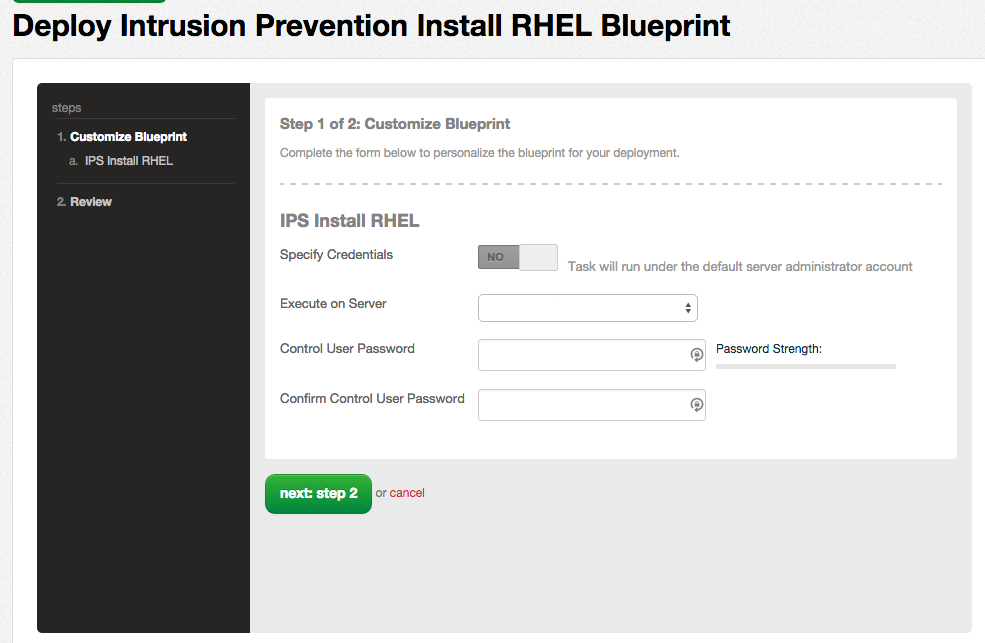 Deploy Intrusion Prevention Install RHEL Blueprint
steps
1. Customize Blueprint
a. IPS Install RHEL
2. Review
Step 1 of 2: Customize Blueprint
Complete the form below to personalize the blueprint for your deployment.
IPS Install RHEL
Specify Credentials
NO
Task will run under the default server administrator account
Execute on Server
Control User Password
Password Strength:
Confirm Control User Password
next: step 2 or cancel